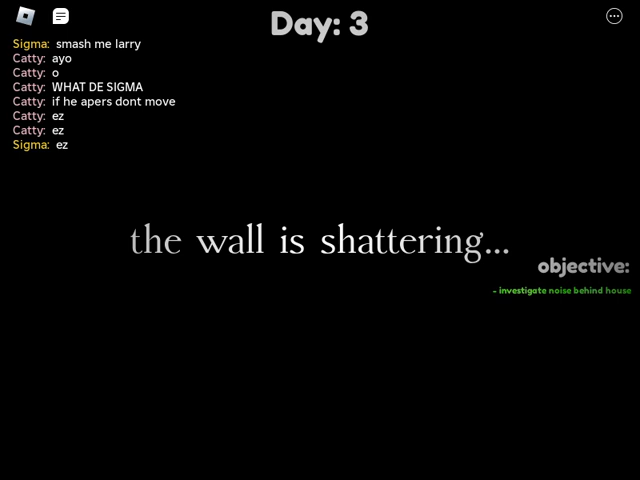 Day: 3
Sigma: smash me larry
Catty: ayo
Catty: o
Catty: WHAT DE SIGMA
Catty: if he apers dont move
Catty: ez
Catty: ez
Sigma: ez
the wall is shattering...
objective:
- investigate noise behind house